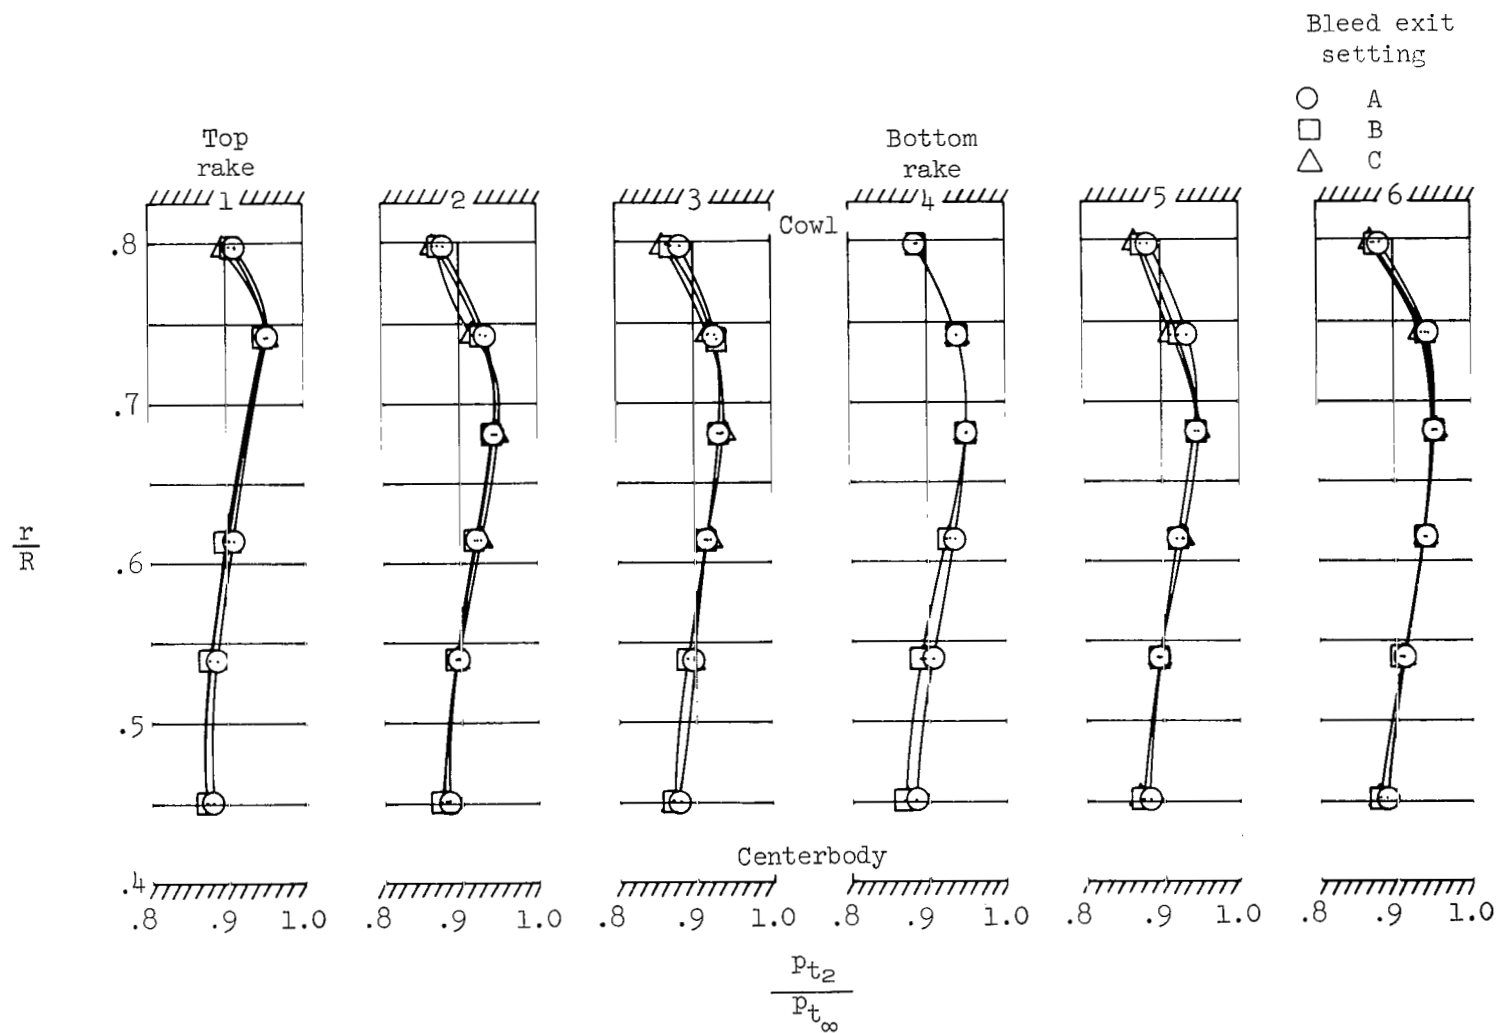 Bleed exit
setting
A
B
C
Top
rake
Bottom
rake
1
2
3
4
5
6
Cowl
.8
.7
.6
.5
.4
r
R
Centerbody
.8 .9 1.0
.8 .9 1.0
.8 .9 1.0
.8 .9 1.0
.8 .9 1.0
.8 .9 1.0
pt2
pt∞